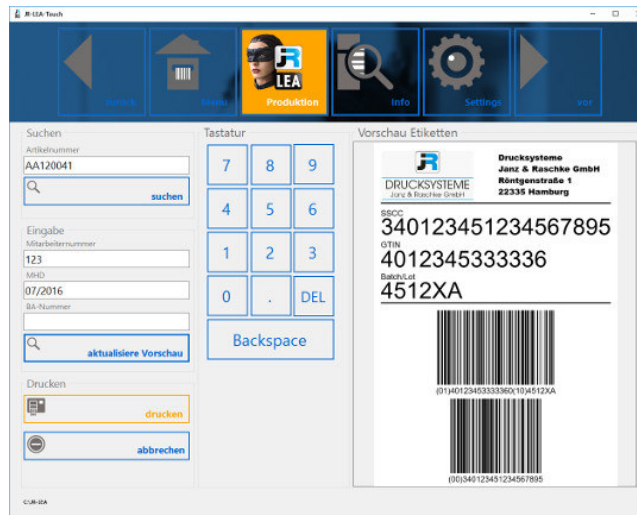 JR-LEA-Touch
zurück
Menü
JR
LEA
Produktion
Info
Settings
vor
Suchen
Artikelnummer
AA120041
suchen
Eingabe
Mitarbeiternummer
123
MHD
07/2016
BA-Nummer
aktualisiere Vorschau
Drucken
drucken
abbrechen
Tastatur
7 8 9
4 5 6
1 2 3
0 . DEL
Backspace
Vorschau Etiketten
JR
DRUCKSYSTEME
Janz & Raschke GmbH
Drucksysteme
Janz & Raschke GmbH
Röntgenstraße 1
22335 Hamburg
SSCC
340123451234567895
GTIN
4012345333336
Batch/Lot
4512XA
(01)40123453333360(10)4512XA
(00)340123451234567895
C:\JR-LEA